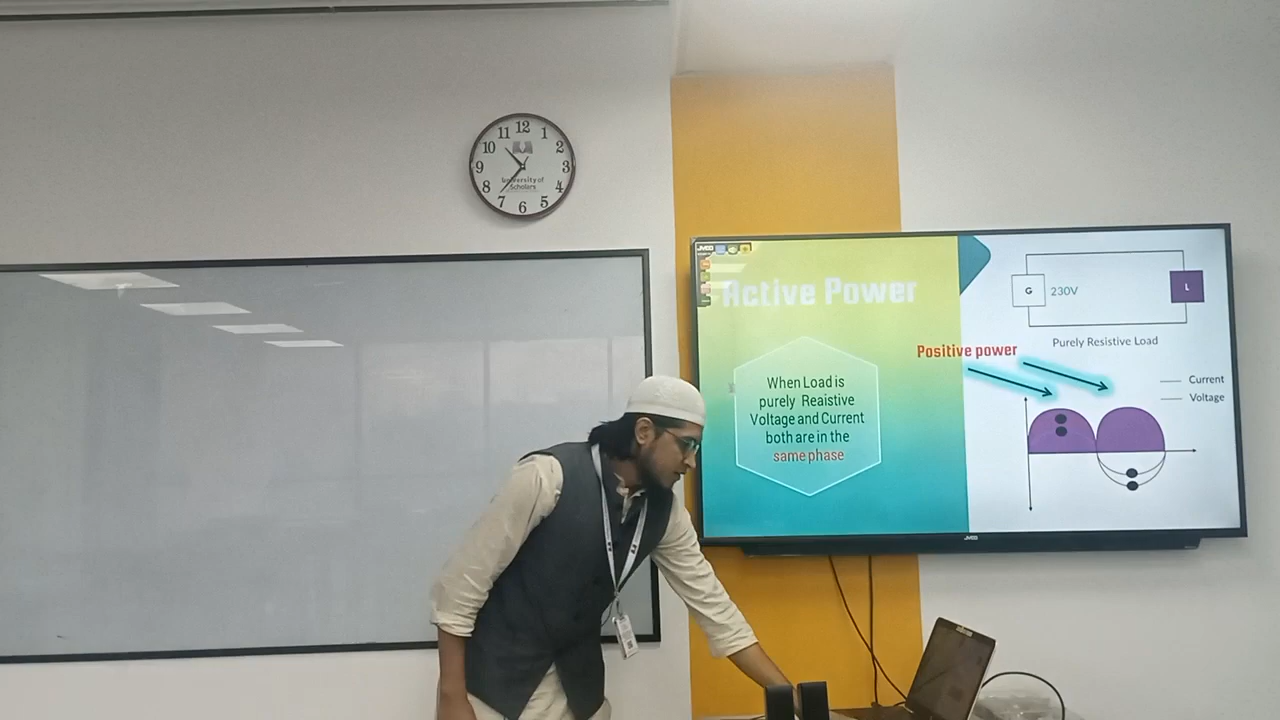 12
11 1
10 2
9 3
8 4
7 5
6
University of
Scholars
JVCO
Active Power
When Load is
purely Reaistive
Voltage and Current
both are in the
same phase
G
230V
L
Purely Resistive Load
Positive power
Current
Voltage
JVCO